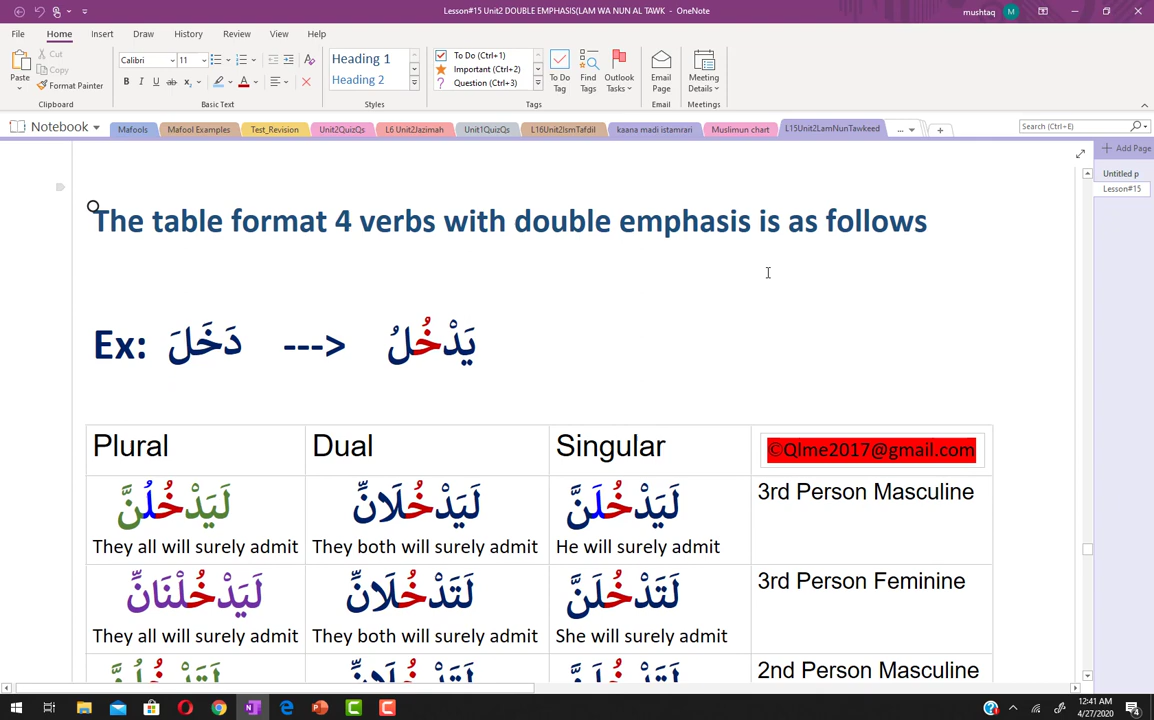 Lesson#15 Unit2 DOUBLE EMPHASIS(LAM WA NUN AL TAWK - OneNote
mushtaq M
File Home Insert Draw History Review View Help
Paste
Cut
Copy
Format Painter
Clipboard
Calibri 11
B I U ab
Basic Text
Heading 1
Heading 2
Styles
To Do (Ctrl+1)
Important (Ctrl+2)
Question (Ctrl+3)
To Do Tag
Find Tags
Outlook Tasks
Tags
Email Page
Email
Meeting Details
Meetings
Notebook
Mafools Mafool Examples Test_Revision Unit2QuizQs L6 Unit2Jazimah Unit1QuizQs L16Unit2IsmTafdil kaana madi istamrari Muslimun chart L15Unit2LamNunTawkeed ... +
Search (Ctrl+E)
Add Page
Untitled p
Lesson#15
The table format 4 verbs with double emphasis is as follows
Ex: دَخَلَ ---> يَدْخُلُ
Plural Dual Singular ©Qlme2017@gmail.com
لَيَدْخُلُنَّ لَيَدْخُلَانِّ لَيَدْخُلَنَّ 3rd Person Masculine
They all will surely admit They both will surely admit He will surely admit
لَيَدْخُلْنَانِّ لَتَدْخُلَانِّ لَتَدْخُلَنَّ 3rd Person Feminine
They all will surely admit They both will surely admit She will surely admit
2nd Person Masculine
12:41 AM
4/27/2020
4